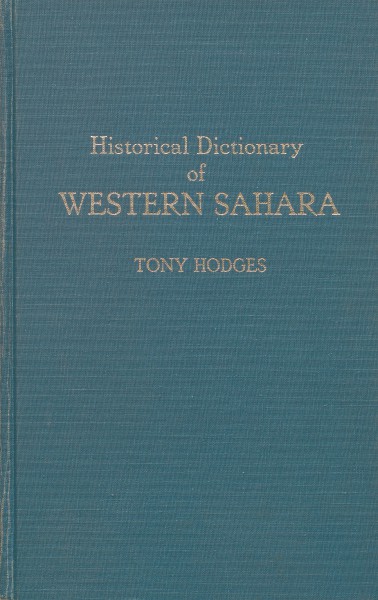 Historical Dictionary
of
WESTERN SAHARA
TONY HODGES